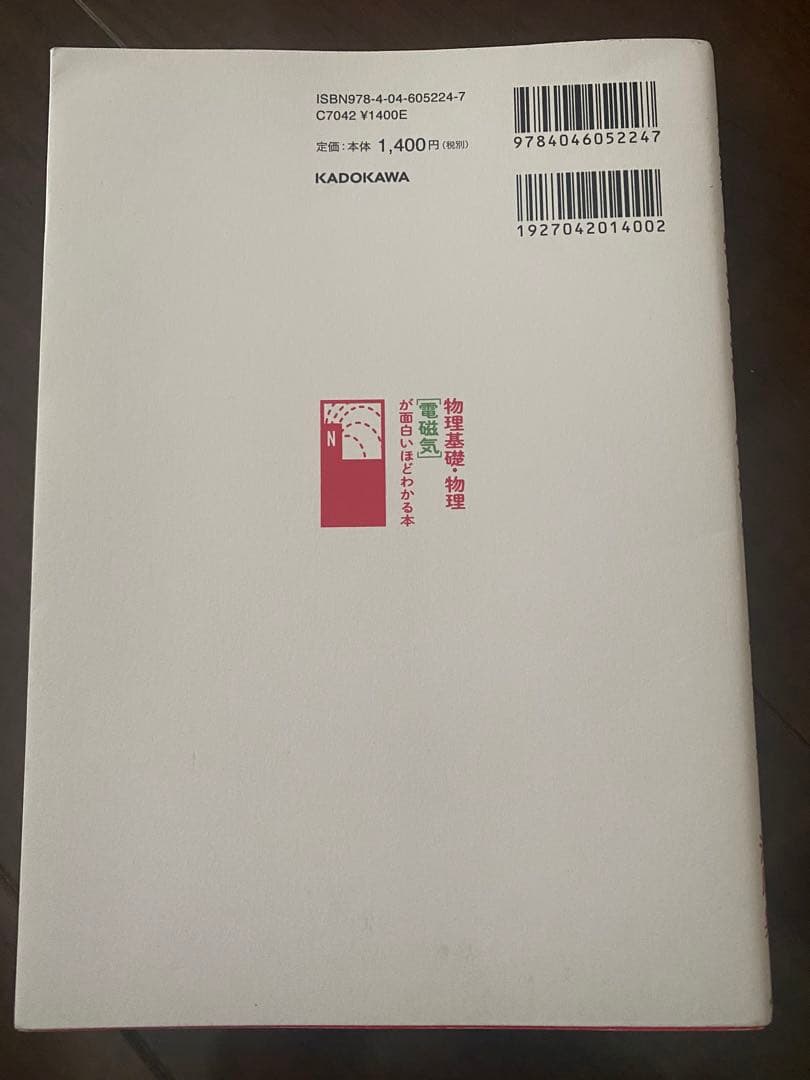 ISBN978-4-04-605224-7
C7042 ¥1400E
定価：本体 1,400円(税別)
KADOKAWA
9784046052247
1927042014002
物理基礎・物理
[電磁気]
が面白いほどわかる本
N